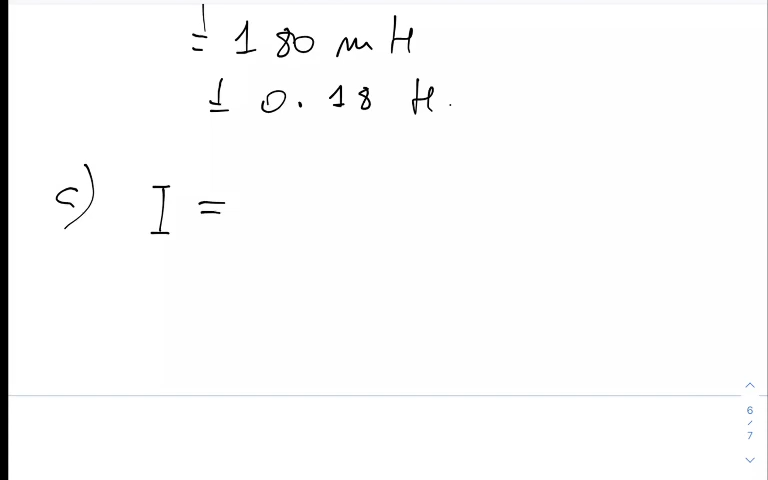 = 180 mH
= 0.18 H.
c) I =
6
/
7